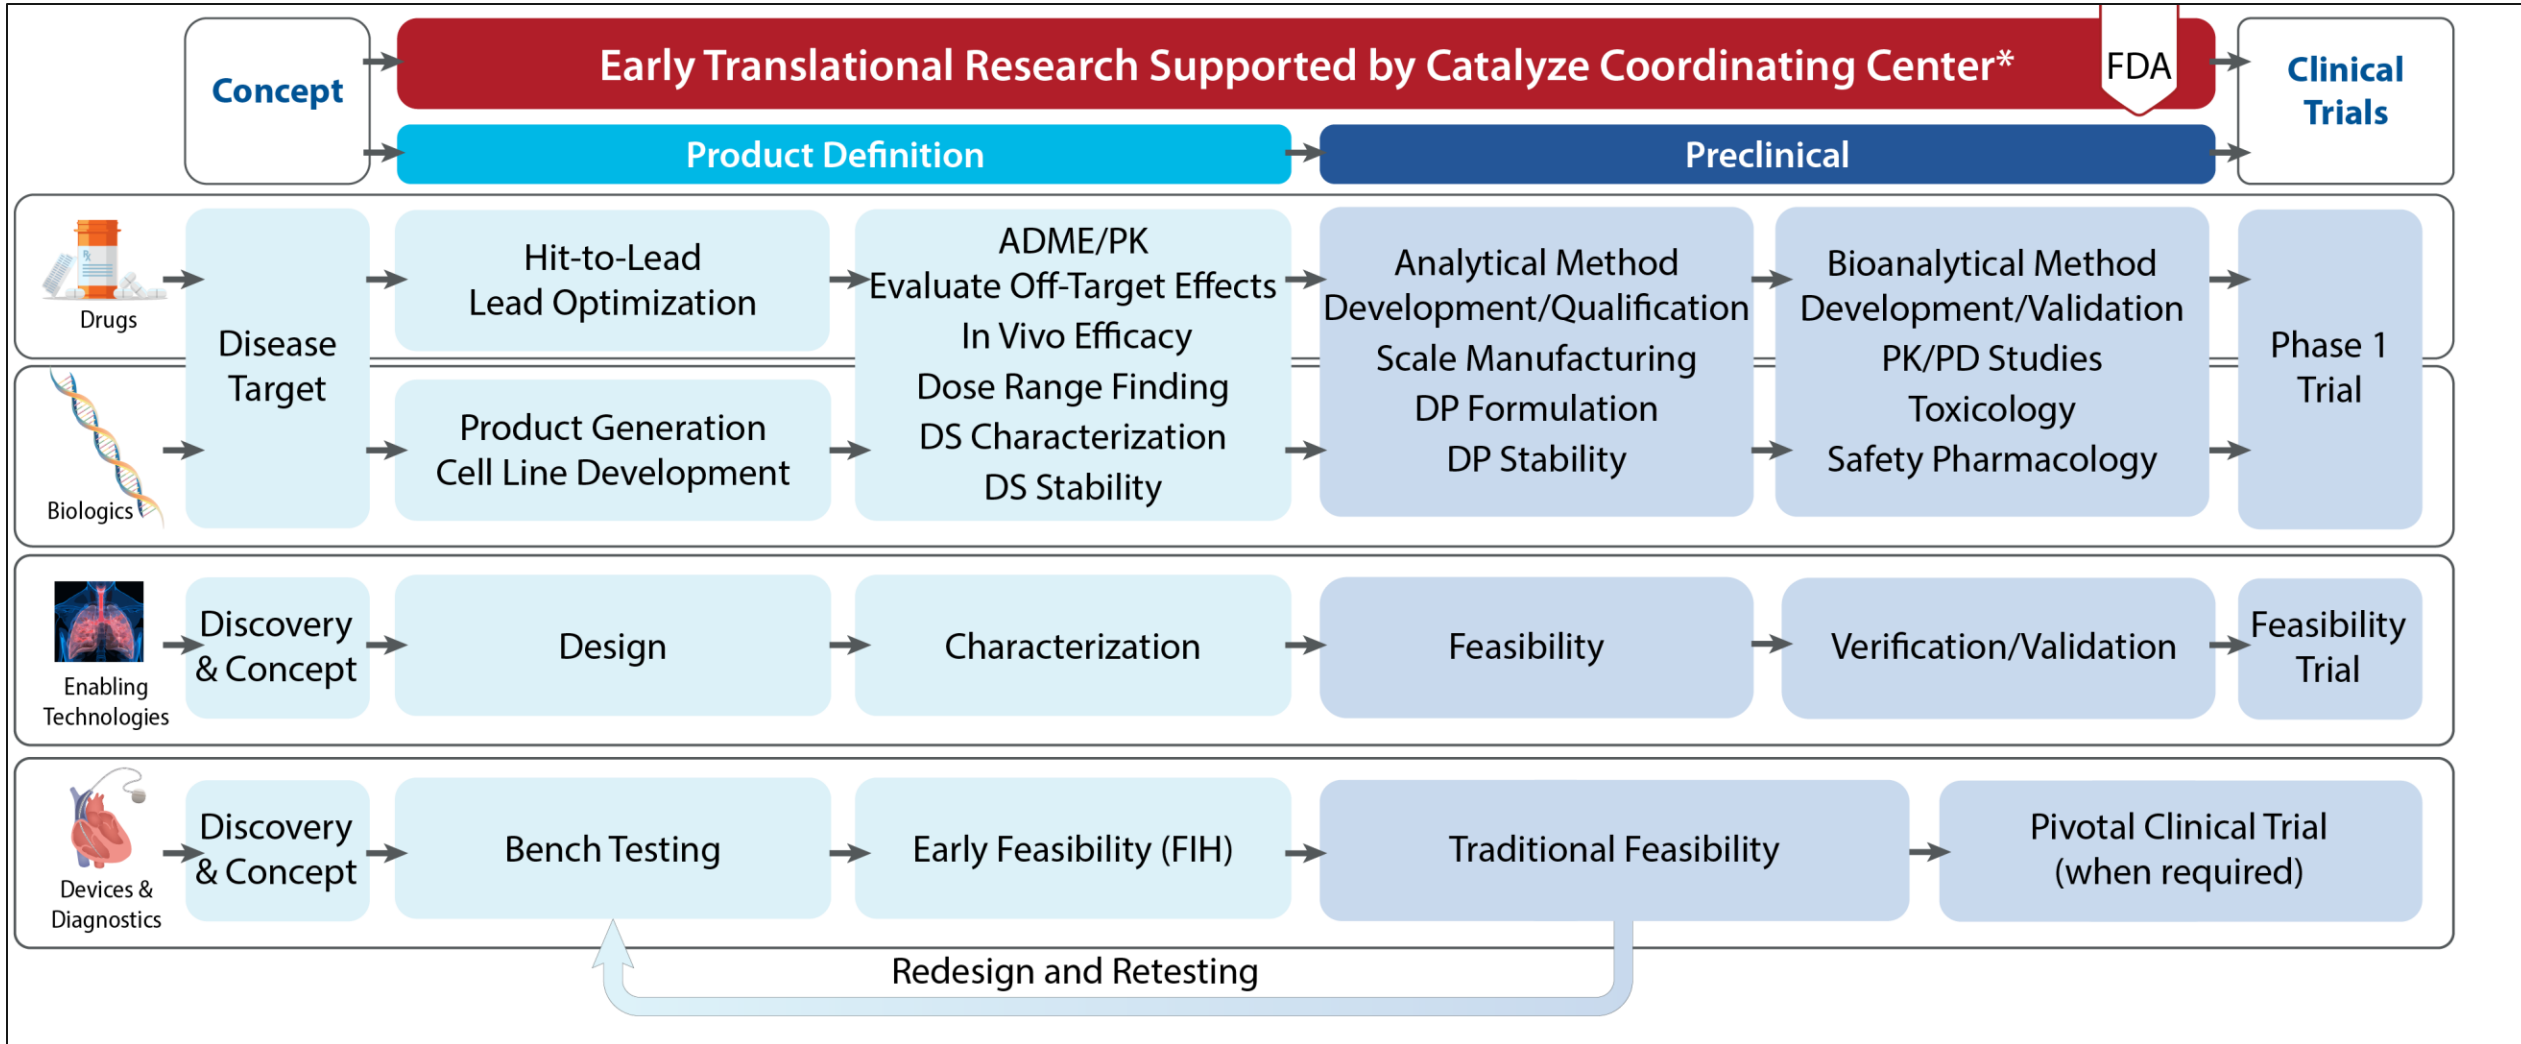 Concept
Early Translational Research Supported by Catalyze Coordinating Center*
FDA
Clinical
Trials
Product Definition
Preclinical
Drugs
Biologics
Disease
Target
Hit-to-Lead
Lead Optimization
Product Generation
Cell Line Development
ADME/PK
Evaluate Off-Target Effects
In Vivo Efficacy
Dose Range Finding
DS Characterization
DS Stability
Analytical Method
Development/Qualification
Scale Manufacturing
DP Formulation
DP Stability
Bioanalytical Method
Development/Validation
PK/PD Studies
Toxicology
Safety Pharmacology
Phase 1
Trial
Enabling
Technologies
Discovery
& Concept
Design
Characterization
Feasibility
Verification/Validation
Feasibility
Trial
Devices &
Diagnostics
Discovery
& Concept
Bench Testing
Early Feasibility (FIH)
Traditional Feasibility
Pivotal Clinical Trial
(when required)
Redesign and Retesting